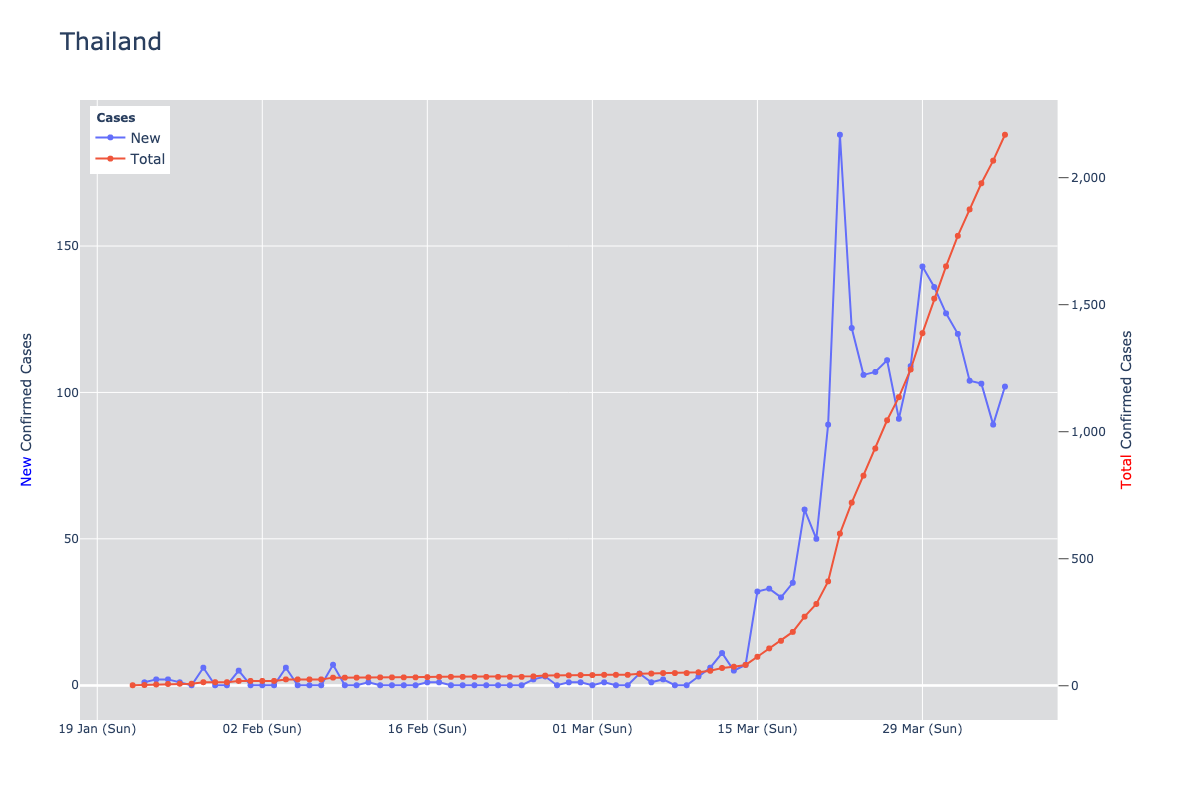 Thailand
Cases
New
Total
150
100
50
0
2,000
1,500
1,000
500
0
New Confirmed Cases
Total Confirmed Cases
19 Jan (Sun)
02 Feb (Sun)
16 Feb (Sun)
01 Mar (Sun)
15 Mar (Sun)
29 Mar (Sun)